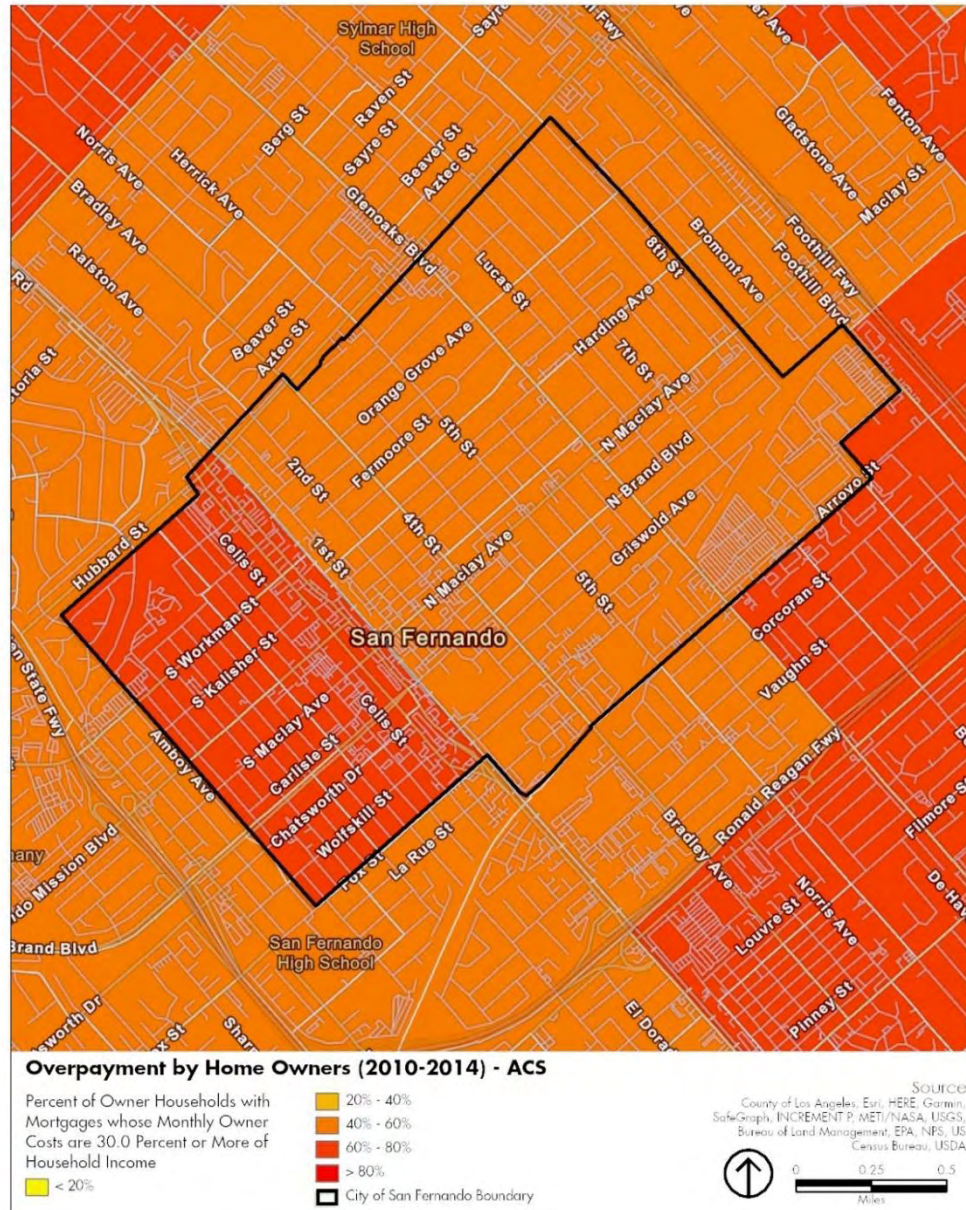 Sylmar High
School
Sayre
Fenton Ave
Gladstone Ave
Maclay St
Raven St
Berg St
Sayre St
Beaver St
Aztec St
Norris Ave
Herrick Ave
Bradley Ave
Glenoaks Blvd
Ralston Ave
Rd
Lucas St
8th St
Bromont Ave
Foothill Fwy
Foothill Blvd
Beaver St
Aztec St
Harding Ave
Orange Grove Ave
7th St
N Maclay Ave
Fermoore St
5th St
2nd St
N Brand Blvd
Griswold Ave
Arroyo St
4th St
1st St
N Maclay Ave
5th St
Hubbard St
Celis St
Corcoran St
Vaughn St
San Fernando
S Workman St
S Kalisher St
S Maclay Ave
Celis St
Carlisle St
Chatsworth Dr
Wolfskill St
Amboy Ave
Fox St
La Rue St
Ronald Reagan Fwy
Bradley Ave
Filmore St
Norris Ave
Louvre St
Pinney St
Brand Blvd
San Fernando
High School
Overpayment by Home Owners (2010-2014) - ACS
Percent of Owner Households with
Mortgages whose Monthly Owner
Costs are 30.0 Percent or More of
Household Income
< 20%
20% - 40%
40% - 60%
60% - 80%
> 80%
City of San Fernando Boundary
Source
County of Los Angeles, Esri, HERE, Garmin,
SafeGraph, INCREMENT P, METI/NASA, USGS,
Bureau of Land Management, EPA, NPS, US
Census Bureau, USDA
0 0.25 0.5
Miles